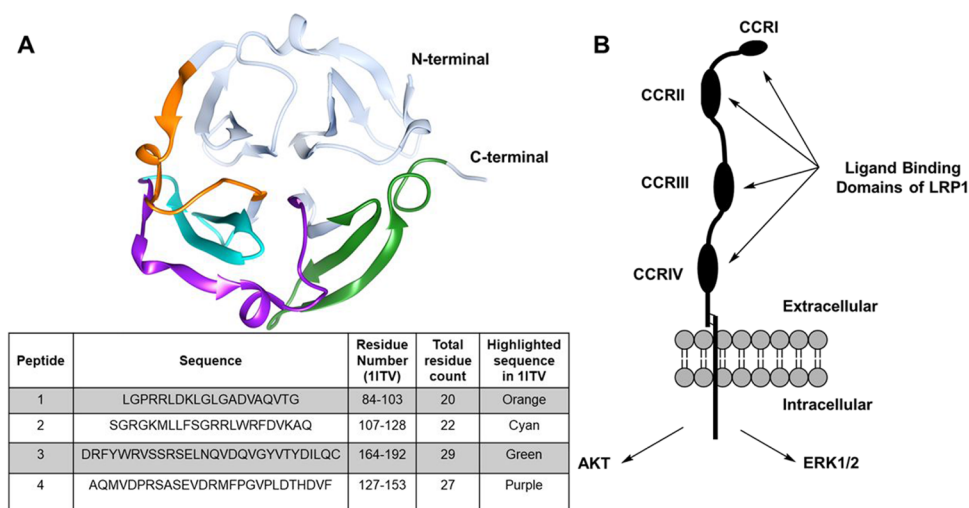 A
N-terminal
C-terminal
Peptide Sequence Residue Number (1ITV) Total residue count Highlighted sequence in 1ITV
1 LGPRRLDKLGLGADVAQVTG 84-103 20 Orange
2 SGRGKMLLFSGRRLWRFDVKAQ 107-128 22 Cyan
3 DRFYWRVSSRSELNQVDQVGYVTYDILQC 164-192 29 Green
4 AQMVDPRSASEVDRMFPGVPLDTHDVF 127-153 27 Purple
B
CCRI
CCRII
CCRIII
CCRIV
Ligand Binding
Domains of LRP1
Extracellular
Intracellular
AKT
ERK1/2